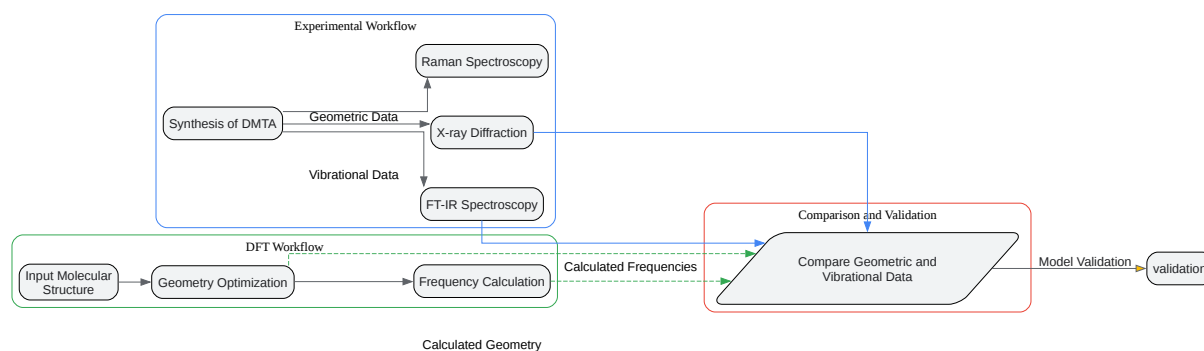 Experimental Workflow
Raman Spectroscopy
Synthesis of DMTA
Geometric Data
X-ray Diffraction
Vibrational Data
FT-IR Spectroscopy
Comparison and Validation
DFT Workflow
Input Molecular
Structure
Geometry Optimization
Frequency Calculation
Calculated Frequencies
Compare Geometric and
Vibrational Data
Model Validation
validation
Calculated Geometry